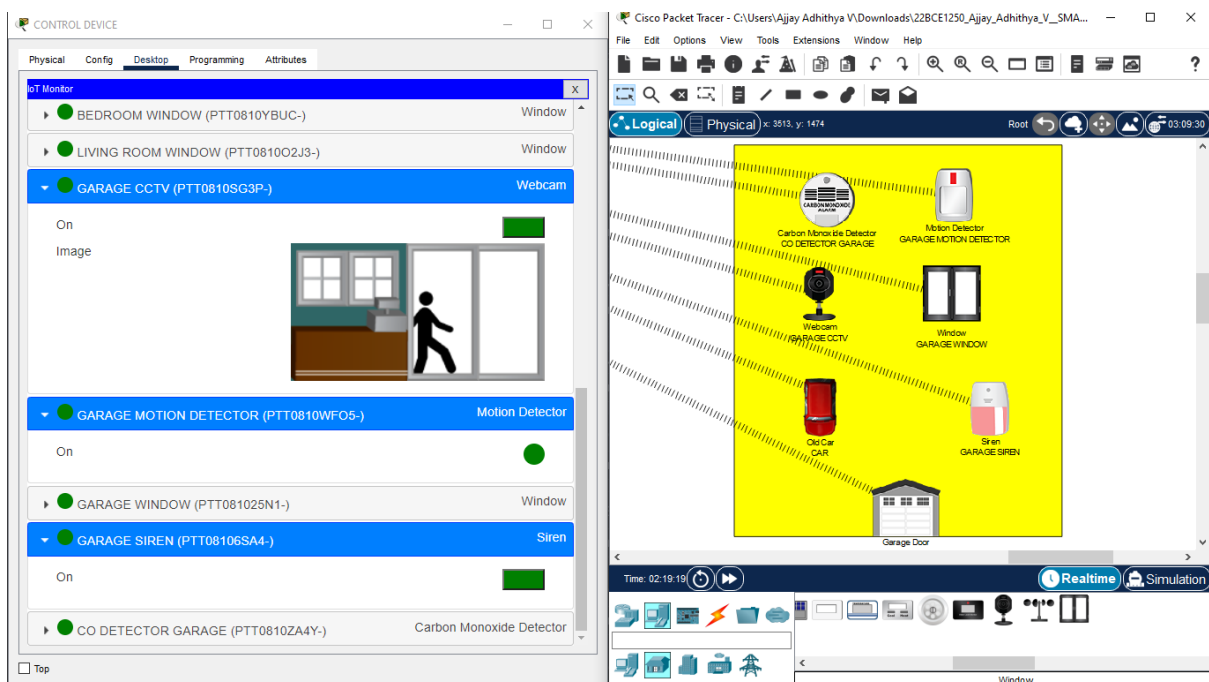 CONTROL DEVICE
Physical Config Desktop Programming Attributes
IoT Monitor X
BEDROOM WINDOW (PTT0810YBUC-) Window
LIVING ROOM WINDOW (PTT0810O2J3-) Window
GARAGE CCTV (PTT0810SG3P-) Webcam
On
Image
GARAGE MOTION DETECTOR (PTT0810WFO5-) Motion Detector
On
GARAGE WINDOW (PTT081025N1-) Window
GARAGE SIREN (PTT08106SA4-) Siren
On
CO DETECTOR GARAGE (PTT0810ZA4Y-) Carbon Monoxide Detector
Top
Cisco Packet Tracer - C:\Users\Ajjay Adhithya V\Downloads\22BCE1250_Ajjay_Adhithya_V__SMA...
File Edit Options View Tools Extensions Window Help
Logical Physical x: 3513, y: 1474 Root 03:09:30
CARBON MONOXIDE
ALARM
Carbon Monoxide Detector
CO DETECTOR GARAGE
Motion Detector
GARAGE MOTION DETECTOR
Webcam
GARAGE CCTV
Window
GARAGE WINDOW
Old Car
CAR
Siren
GARAGE SIREN
Garage Door
Time: 02:19:19 Realtime Simulation
Window